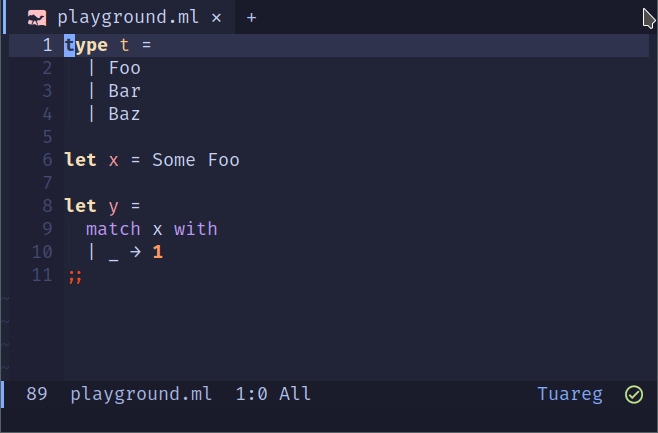 playground.ml × +
1 type t =
2 | Foo
3 | Bar
4 | Baz
5
6 let x = Some Foo
7
8 let y =
9 match x with
10 | _ → 1
11 ;;
~
~
~
~
89 playground.ml 1:0 All Tuareg